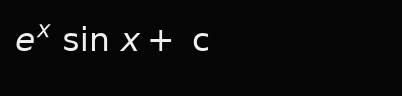 eˣ sin x + c